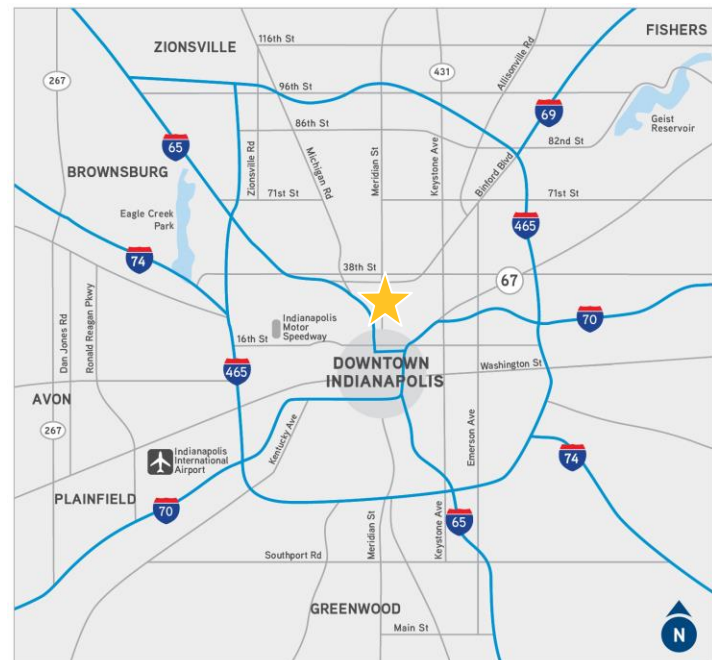 ZIONSVILLE
116th St
FISHERS
267
431
Allisonville Rd
96th St
69
65
86th St
82nd St
Geist
Reservoir
BROWNSBURG
Zionsville Rd
Michigan Rd
Meridian St
Keystone Ave
Binford Blvd
71st St
71st St
Eagle Creek
Park
465
74
38th St
67
Dan Jones Rd
Ronald Reagan Pkwy
Indianapolis
Motor
Speedway
70
16th St
465
DOWNTOWN
INDIANAPOLIS
Washington St
AVON
267
Kentucky Ave
Emerson Ave
Indianapolis
International
Airport
74
PLAINFIELD
70
65
Meridian St
Keystone Ave
Southport Rd
GREENWOOD
Main St
N